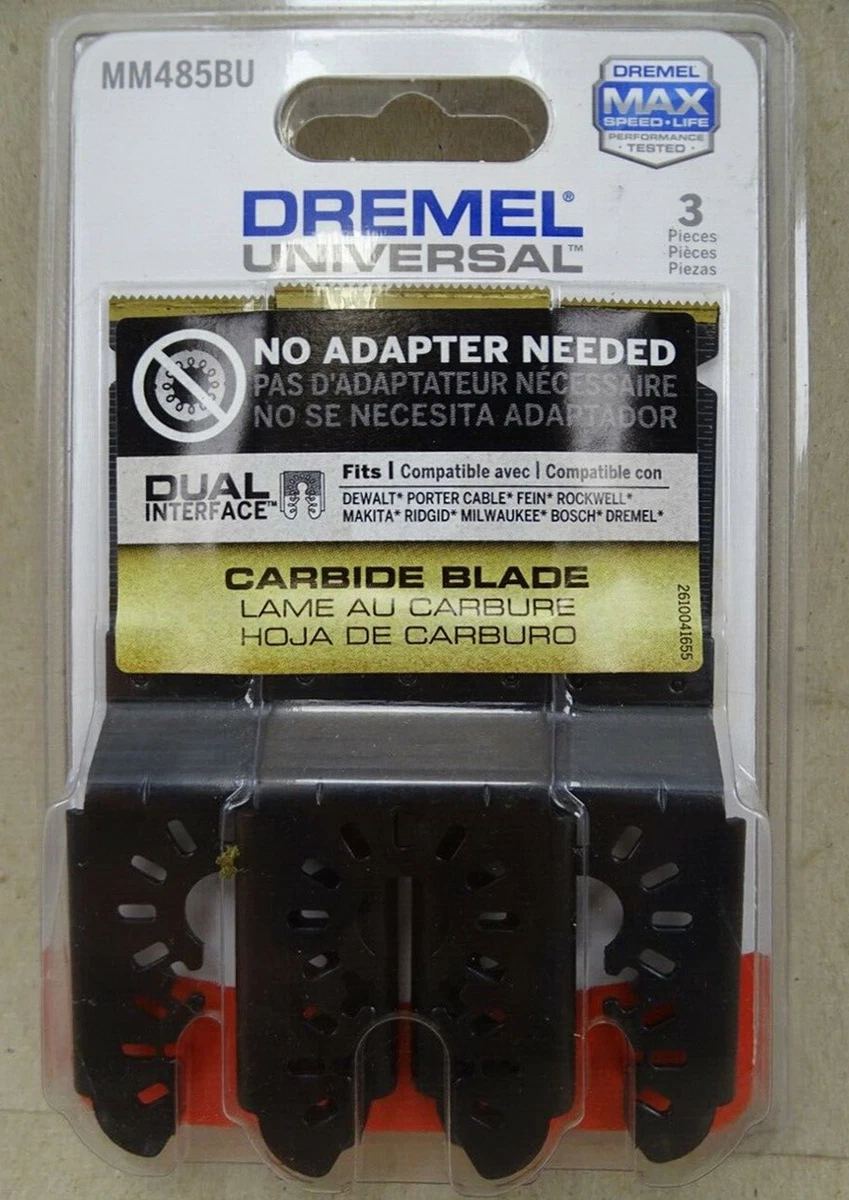 MM485BU
DREMEL
MAX
SPEED • LIFE
PERFORMANCE
• TESTED •
DREMEL®
UNIVERSAL™
3
Pieces
Pièces
Piezas
NO ADAPTER NEEDED
PAS D'ADAPTATEUR NÉCESSAIRE
NO SE NECESITA ADAPTADOR
DUAL
INTERFACE™
Fits | Compatible avec | Compatible con
DEWALT* PORTER CABLE* FEIN* ROCKWELL*
MAKITA* RIDGID* MILWAUKEE* BOSCH* DREMEL*
CARBIDE BLADE
LAME AU CARBURE
HOJA DE CARBURO
2610041655